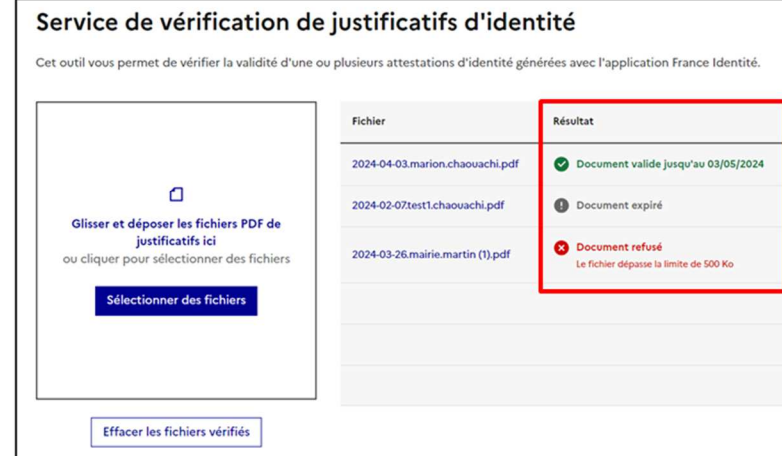 Service de vérification de justificatifs d'identité
Cet outil vous permet de vérifier la validité d'une ou plusieurs attestations d'identité générées avec l'application France Identité.
Glisser et déposer les fichiers PDF de
justificatifs ici
ou cliquer pour sélectionner des fichiers
Sélectionner des fichiers
Effacer les fichiers vérifiés
Fichier Résultat
2024-04-03.marion.chaouachi.pdf Document valide jusqu'au 03/05/2024
2024-02-07.test1.chaouachi.pdf Document expiré
2024-03-26.mairie.martin (1).pdf Document refusé
Le fichier dépasse la limite de 500 Ko